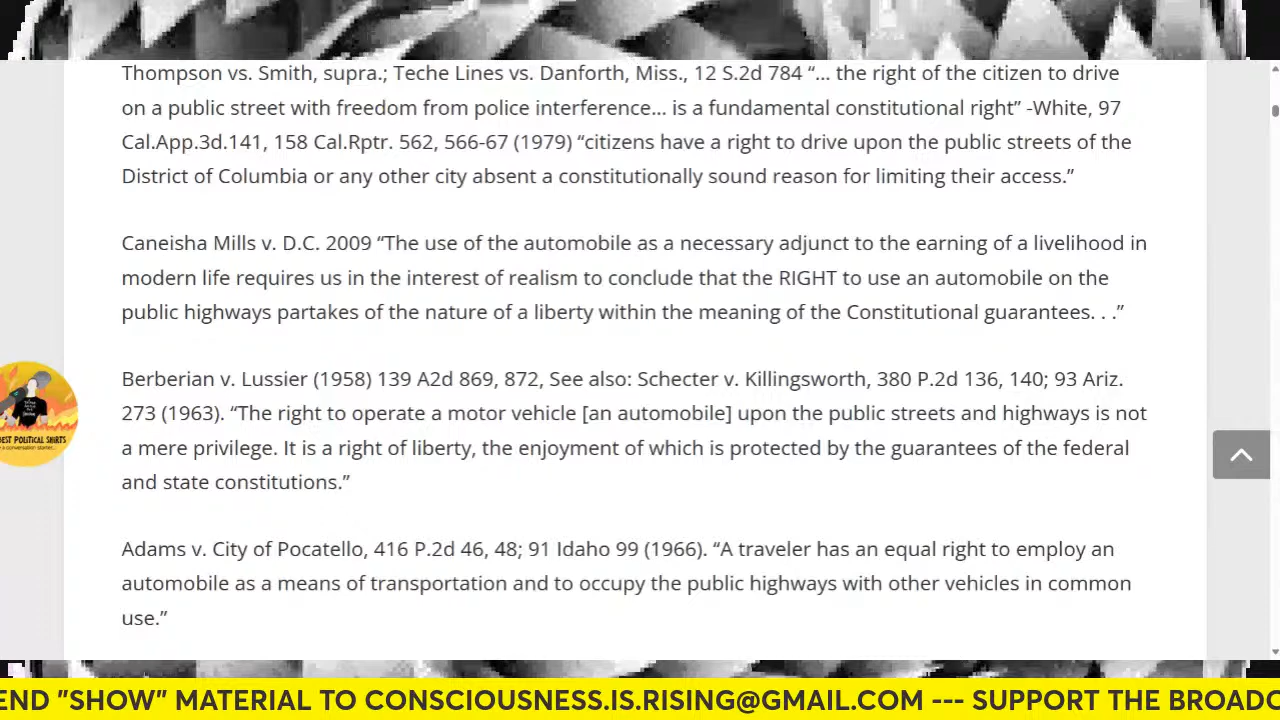 Thompson vs. Smith, supra.; Teche Lines vs. Danforth, Miss., 12 S.2d 784 “… the right of the citizen to drive
on a public street with freedom from police interference… is a fundamental constitutional right” -White, 97
Cal.App.3d.141, 158 Cal.Rptr. 562, 566-67 (1979) “citizens have a right to drive upon the public streets of the
District of Columbia or any other city absent a constitutionally sound reason for limiting their access.”
Caneisha Mills v. D.C. 2009 “The use of the automobile as a necessary adjunct to the earning of a livelihood in
modern life requires us in the interest of realism to conclude that the RIGHT to use an automobile on the
public highways partakes of the nature of a liberty within the meaning of the Constitutional guarantees. . .”
Berberian v. Lussier (1958) 139 A2d 869, 872, See also: Schecter v. Killingsworth, 380 P.2d 136, 140; 93 Ariz.
273 (1963). “The right to operate a motor vehicle [an automobile] upon the public streets and highways is not
a mere privilege. It is a right of liberty, the enjoyment of which is protected by the guarantees of the federal
and state constitutions.”
Adams v. City of Pocatello, 416 P.2d 46, 48; 91 Idaho 99 (1966). “A traveler has an equal right to employ an
automobile as a means of transportation and to occupy the public highways with other vehicles in common
use.”
EST POLITICAL SHIRTS
END "SHOW" MATERIAL TO CONSCIOUSNESS.IS.RISING@GMAIL.COM --- SUPPORT THE BROADC